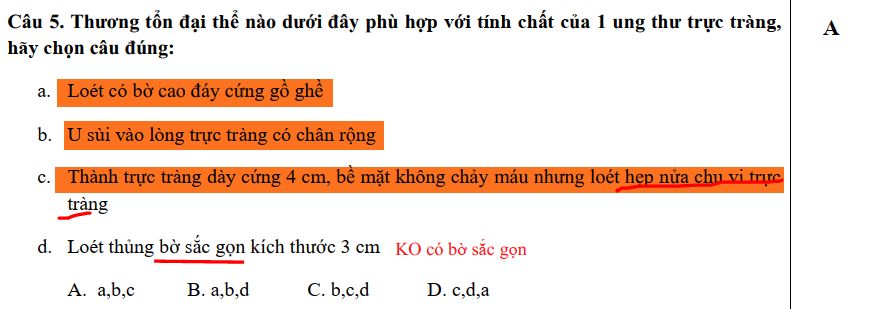 Câu 5. Thương tổn đại thể nào dưới đây phù hợp với tính chất của 1 ung thư trực tràng,
A
hãy chọn câu đúng:
a. Loét có bờ cao đáy cứng gồ ghề
b. U sùi vào lòng trực tràng có chân rộng
c. Thành trực tràng dày cứng 4 cm, bề mặt không chảy máu nhưng loét hẹp nửa chu vi trực
tràng
d. Loét thủng bờ sắc gọn kích thước 3 cm KO có bờ sắc gọn
A. a,b,c B. a,b,d C. b,c,d D. c,d,a